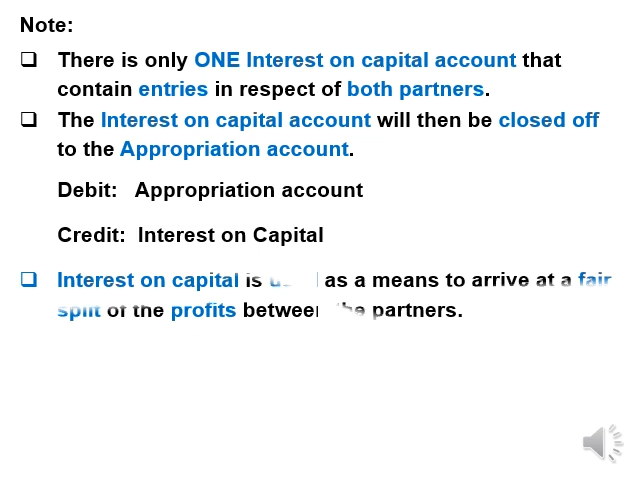 Note:
❑ There is only ONE Interest on capital account that
contain entries in respect of both partners.
❑ The Interest on capital account will then be closed off
to the Appropriation account.
Debit: Appropriation account
Credit: Interest on Capital
❑ Interest on capital is as a means to arrive at a fair
split of the profits between the partners.